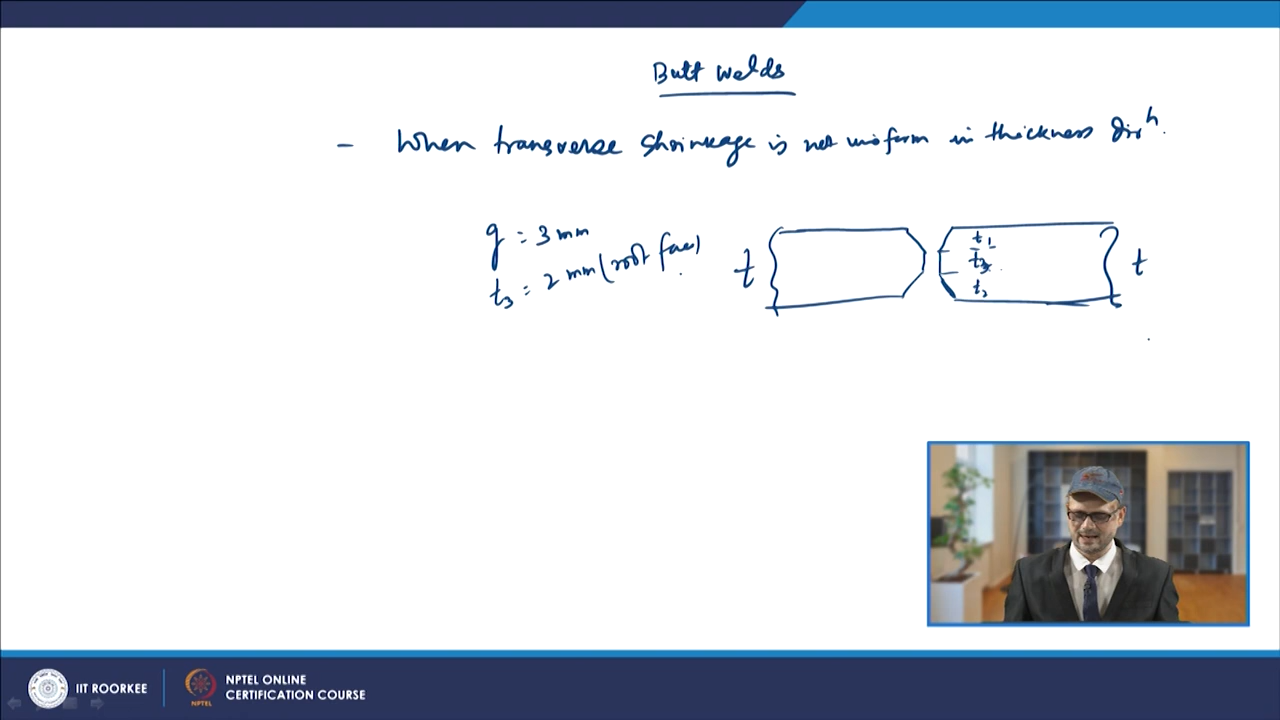 Butt welds
- When transverse shrinkage is not uniform in thickness dirⁿ.
g = 3 mm
t₃ = 2 mm (root face)
t
t₁
t₃
t₂
t
IIT ROORKEE
NPTEL ONLINE
CERTIFICATION COURSE
NPTEL